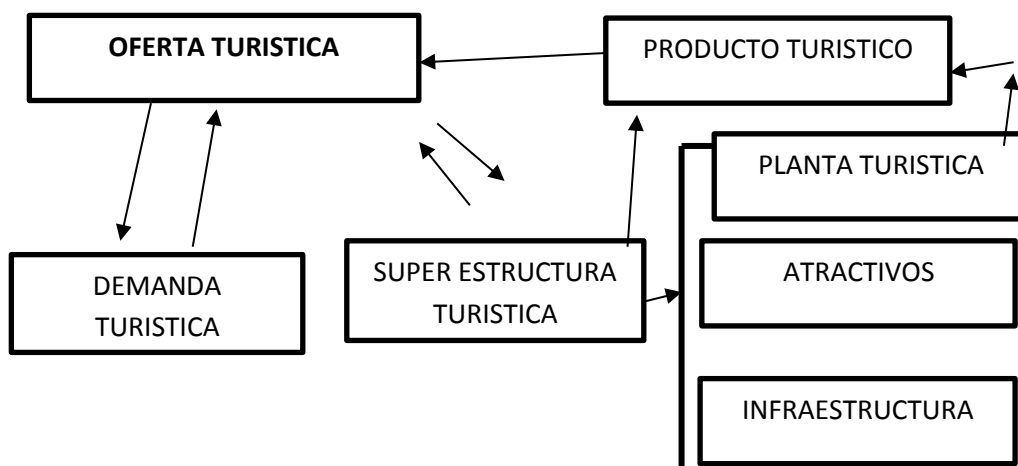 OFERTA TURISTICA
PRODUCTO TURISTICO
PLANTA TURISTICA
DEMANDA
TURISTICA
SUPER ESTRUCTURA
TURISTICA
ATRACTIVOS
INFRAESTRUCTURA